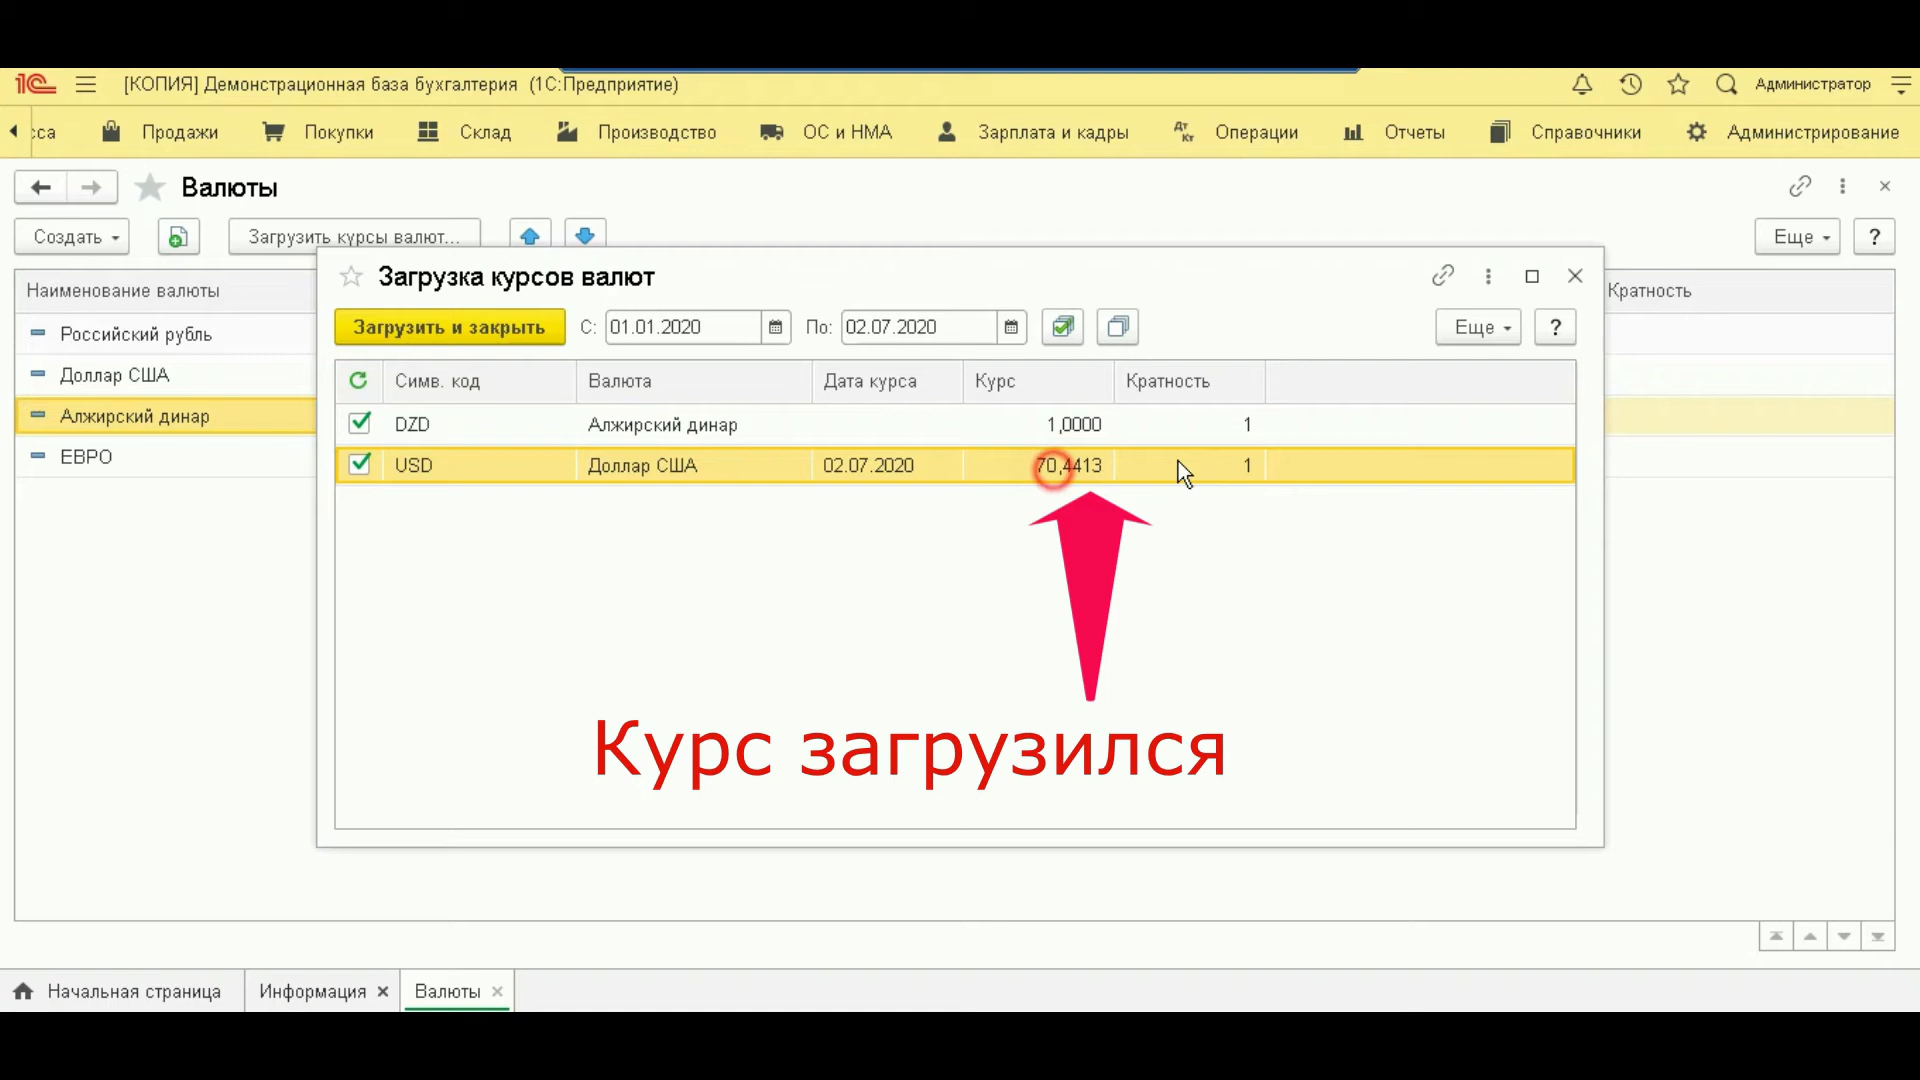 1С [КОПИЯ] Демонстрационная база бухгалтерия (1С:Предприятие) Администратор
сса Продажи Покупки Склад Производство ОС и НМА Зарплата и кадры Дт Кт Операции Отчеты Справочники Администрирование
Валюты
Создать Загрузить курсы валют... Еще ?
Наименование валюты Кратность
Российский рубль
Доллар США
Алжирский динар
ЕВРО
Загрузка курсов валют
Загрузить и закрыть С: 01.01.2020 По: 02.07.2020 Еще ?
Симв. код Валюта Дата курса Курс Кратность
DZD Алжирский динар 1,0000 1
USD Доллар США 02.07.2020 70,4413 1
Курс загрузился
Начальная страница Информация × Валюты ×